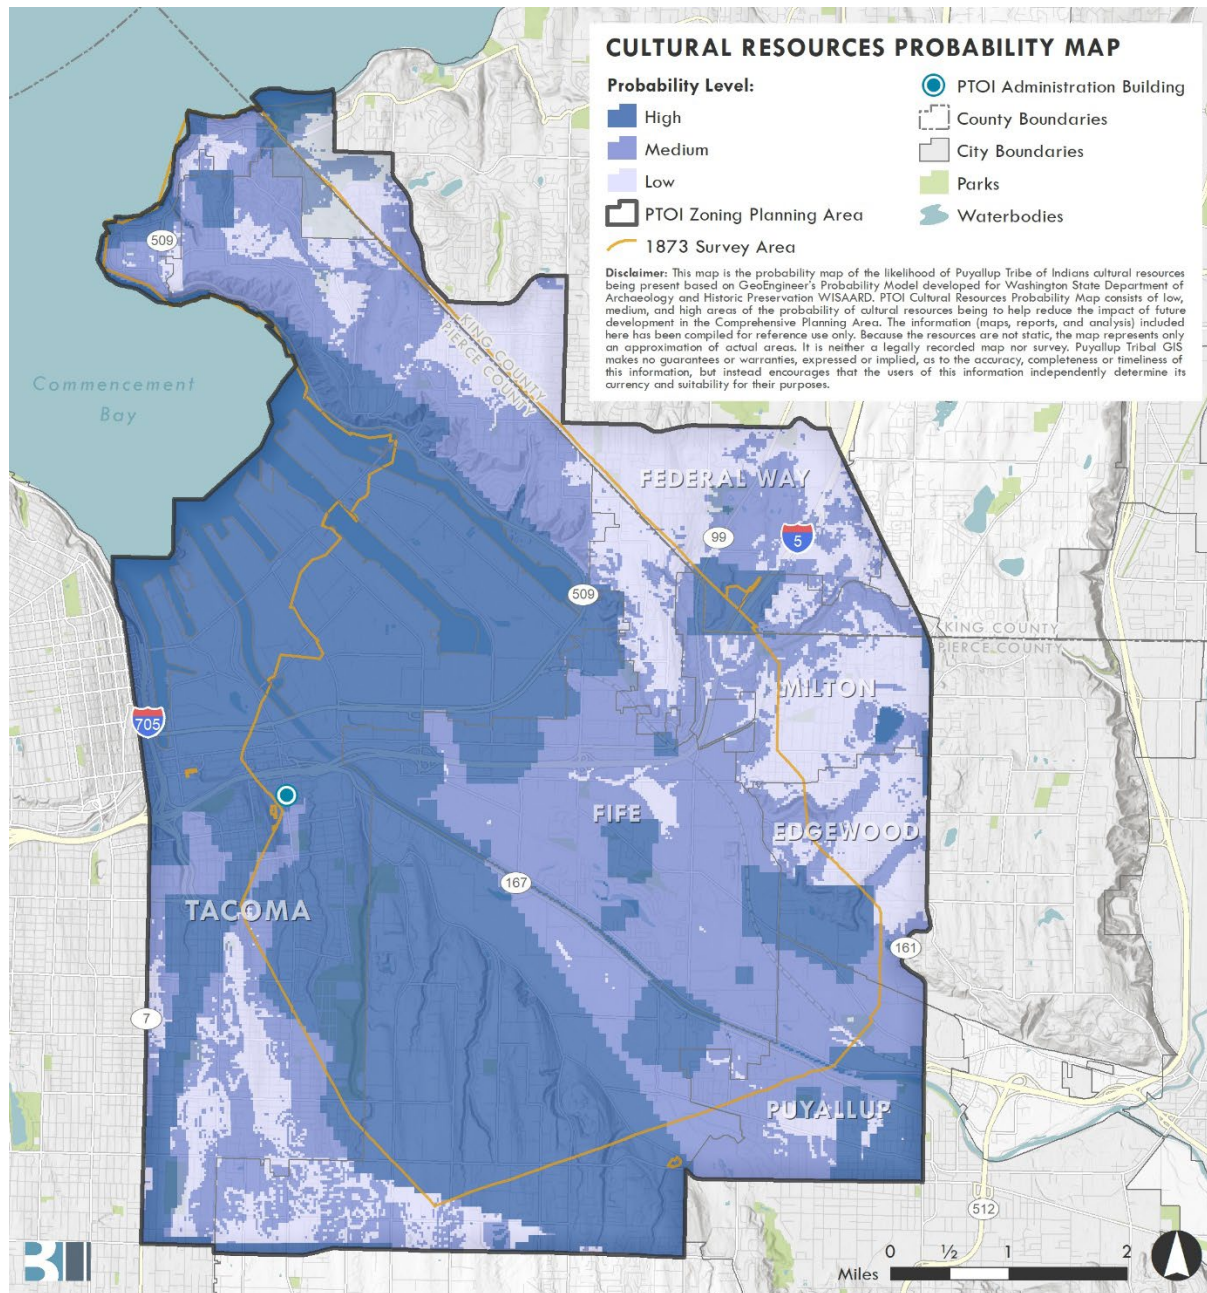 CULTURAL RESOURCES PROBABILITY MAP
Probability Level:
High
Medium
Low
PTOI Zoning Planning Area
1873 Survey Area
PTOI Administration Building
County Boundaries
City Boundaries
Parks
Waterbodies
Disclaimer: This map is the probability map of the likelihood of Puyallup Tribe of Indians cultural resources
being present based on GeoEngineer's Probability Model developed for Washington State Department of
Archaeology and Historic Preservation WISAARD. PTOI Cultural Resources Probability Map consists of low,
medium, and high areas of the probability of cultural resources being to help reduce the impact of future
development in the Comprehensive Planning Area. The information (maps, reports, and analysis) included
here has been compiled for reference use only. Because the resources are not static, the map represents only
an approximation of actual areas. It is neither a legally recorded map nor survey. Puyallup Tribal GIS
makes no guarantees or warranties, expressed or implied, as to the accuracy, completeness or timeliness of
this information, but instead encourages that the users of this information independently determine its
currency and suitability for their purposes.
509
KING COUNTY
PIERCE COUNTY
Commencement
Bay
FEDERAL WAY
99
5
509
KING COUNTY
PIERCE COUNTY
MILTON
705
FIFE
EDGEWOOD
167
TACOMA
161
7
PUYALLUP
512
0 ½ 1 2
Miles